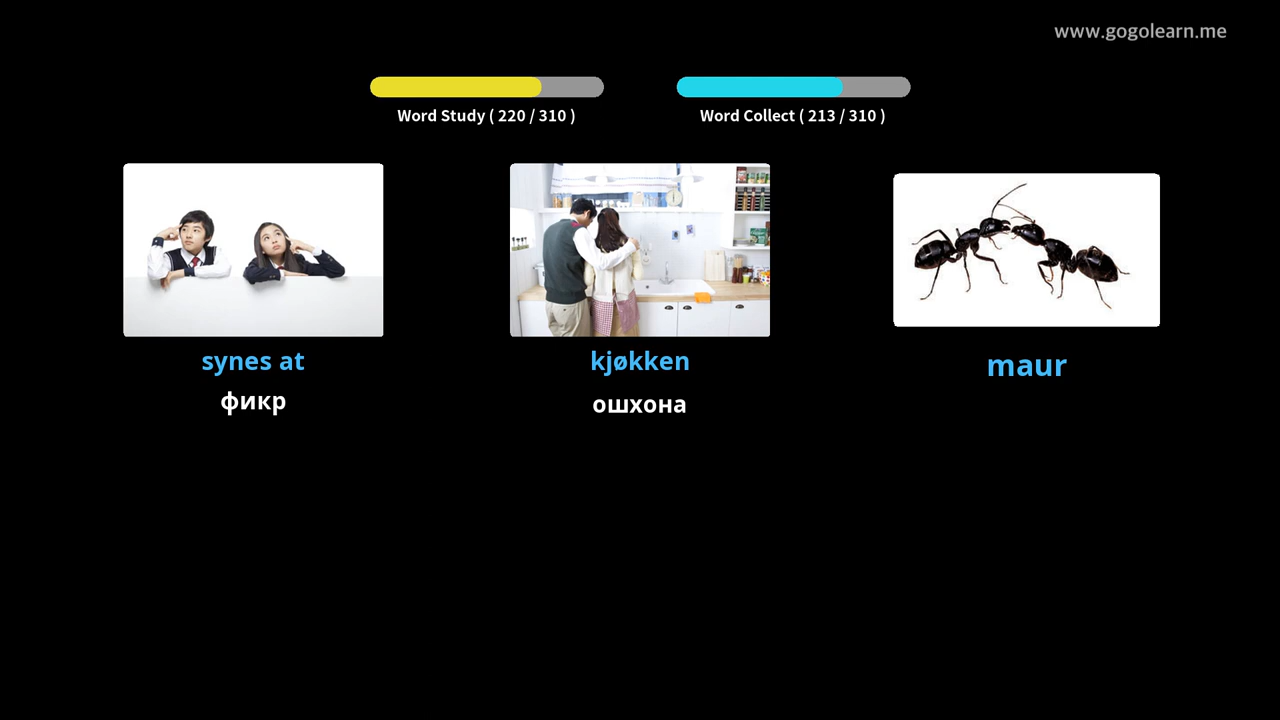 www.gogolearn.me
Word Study ( 220 / 310 )
Word Collect ( 213 / 310 )
synes at
фикр
kjøkken
ошхона
maur